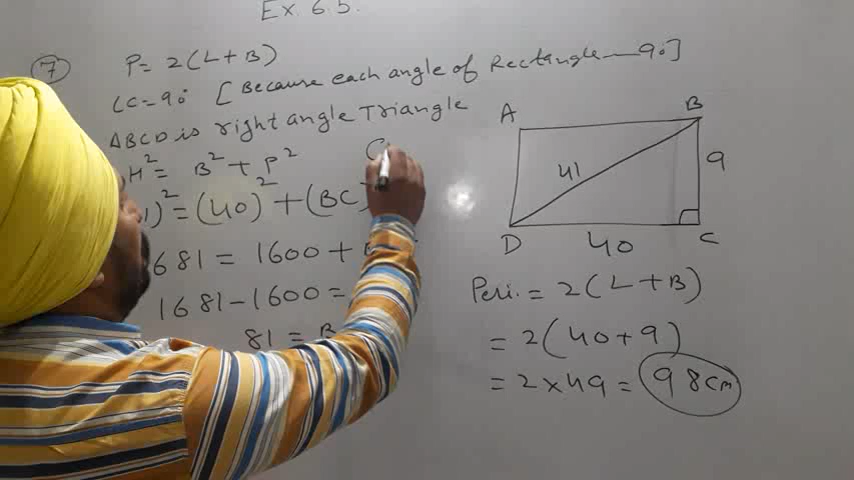 Ex. 6.5.
7
P = 2(L+B)
∠C = 90° [Because each angle of Rectangle — 90°]
ABCD is right angle Triangle
H² = B² + P²
1)² = (40)² + (BC)
681 = 1600 +
1681 - 1600 =
81 = B
A
B
41
9
D
40
C
Peri. = 2(L+B)
= 2(40+9)
= 2×49 = 98cm